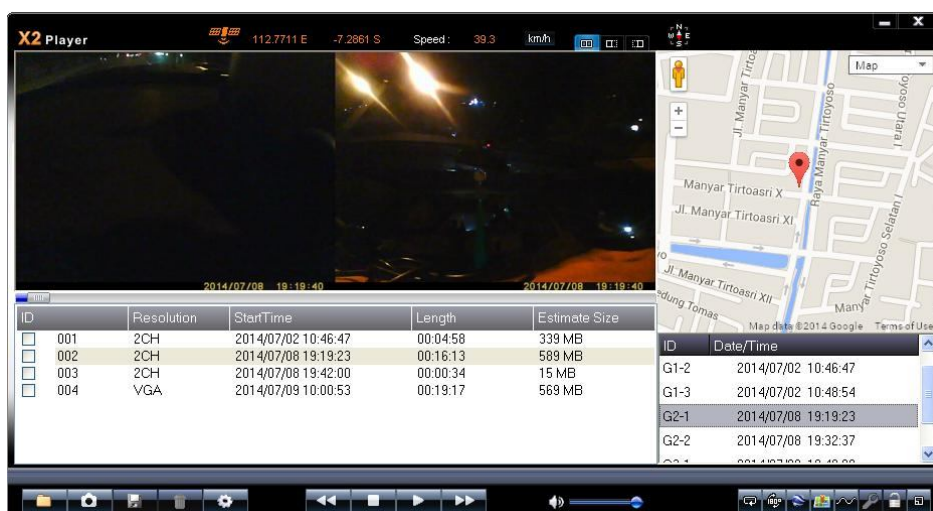 X2 Player 112.7711 E -7.2861 S Speed : 39.3 km/h
N
W E
S
Map
Jl. Manyar Tirtoasri XI
Manyar Tirtoasri X
Jl. Manyar Tirtoyoso
Raya Manyar Tirtoyoso
Jl. Manyar Tirtoasri XII
Map data ©2014 Google Terms of Use
2014/07/08 19:19:40 2014/07/08 19:19:40
ID Resolution StartTime Length Estimate Size
001 2CH 2014/07/02 10:46:47 00:04:58 339 MB
002 2CH 2014/07/08 19:19:23 00:16:13 589 MB
003 2CH 2014/07/08 19:42:00 00:00:34 15 MB
004 VGA 2014/07/09 10:00:53 00:19:17 569 MB
ID Date/Time
G1-2 2014/07/02 10:46:47
G1-3 2014/07/02 10:48:54
G2-1 2014/07/08 19:19:23
G2-2 2014/07/08 19:32:37